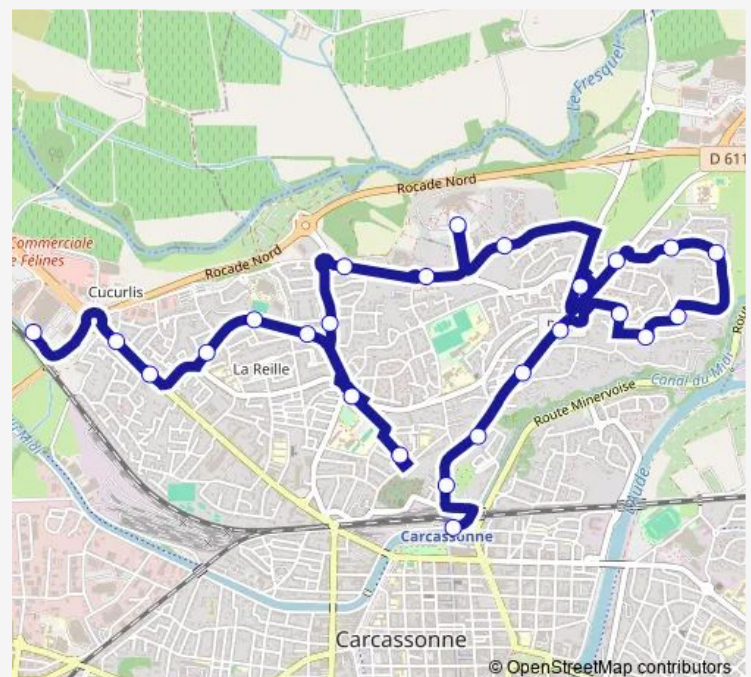 Le Fresquel
D 611
Rocade Nord
Commerciale
e Félines
Rocade Nord
Cucurlis
La Reille
Canal du Midi
Route Minervoise
Aude
Carcassonne
Carcassonne
© OpenStreetMap contributors